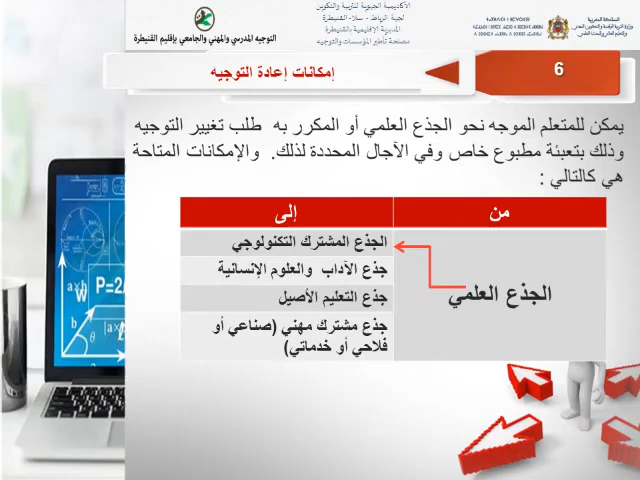 المملكة المغربية
الأكاديمية الجهوية للتربية والتكوين
لجهة الرباط - سلا - القنيطرة
المديرية الإقليمية بالقنيطرة
مصلحة تأطير المؤسسات والتوجيه
التوجيه المدرسي والمهني والجامعي بإقليم القنيطرة
6
إمكانات إعادة التوجيه
يمكن للمتعلم الموجه نحو الجذع العلمي أو المكرر به طلب تغيير التوجيه
وذلك بتعبئة مطبوع خاص وفي الآجال المحددة لذلك. والإمكانات المتاحة
هي كالتالي :
من
إلى
الجذع العلمي
الجذع المشترك التكنولوجي
جذع الآداب والعلوم الإنسانية
جذع التعليم الأصيل
جذع مشترك مهني (صناعي أو
فلاحي أو خدماتي)